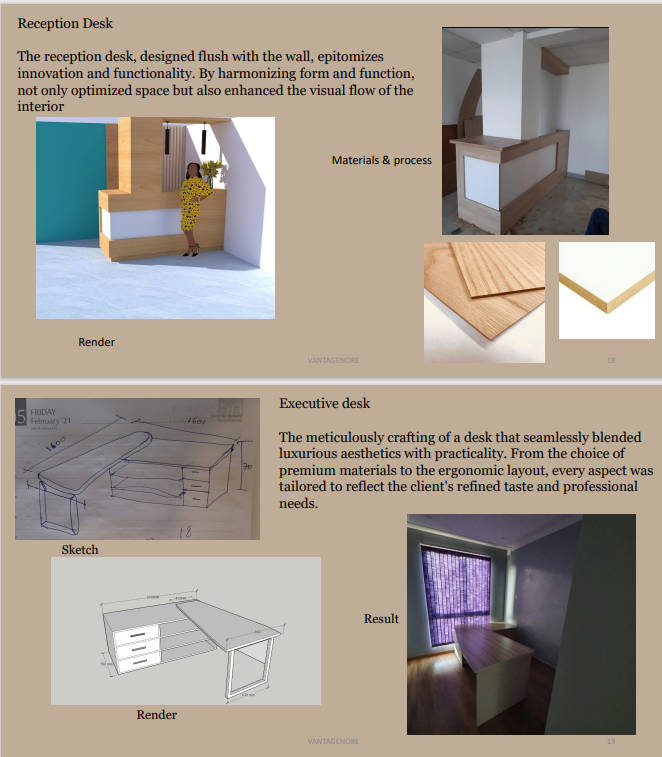 Reception Desk
The reception desk, designed flush with the wall, epitomizes
innovation and functionality. By harmonizing form and function,
not only optimized space but also enhanced the visual flow of the
interior
Materials & process
Render
VANTAGENORE
18
5 FRIDAY
February '21
1600
1600
70
18
Executive desk
The meticulously crafting of a desk that seamlessly blended
luxurious aesthetics with practicality. From the choice of
premium materials to the ergonomic layout, every aspect was
tailored to reflect the client's refined taste and professional
needs.
Sketch
Result
Render
VANTAGENORE
19